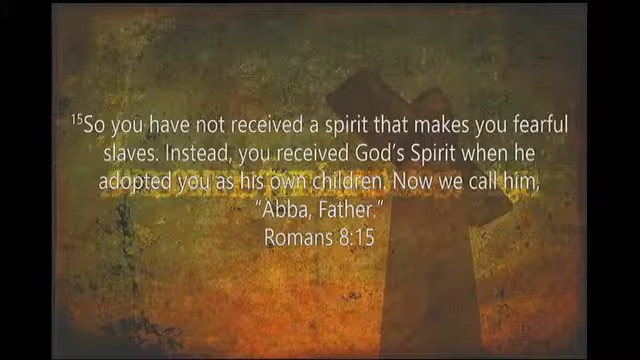 ¹⁵So you have not received a spirit that makes you fearful
slaves. Instead, you received God’s Spirit when he
adopted you as his own children. Now we call him,
“Abba, Father.”
Romans 8:15